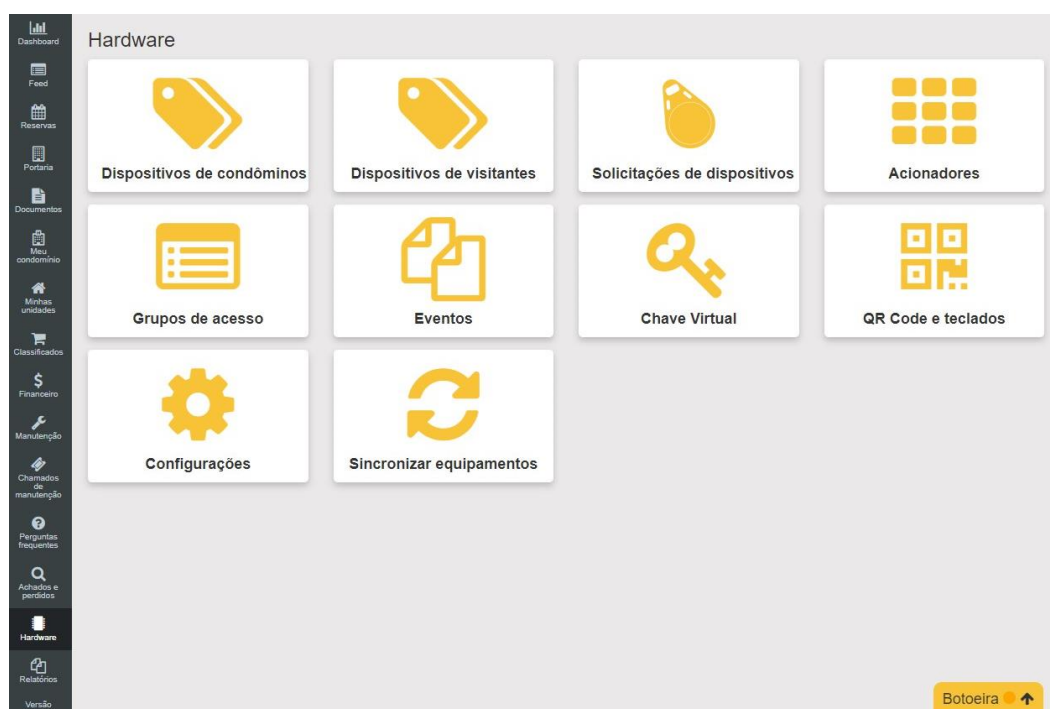 Dashboard
Feed
Reservas
Portaria
Documentos
Meu
condomínio
Minhas
unidades
Classificados
Financeiro
Manutenção
Chamados
de
manutenção
Perguntas
frequentes
Achados e
perdidos
Hardware
Relatórios
Versão
Hardware
Dispositivos de condôminos
Dispositivos de visitantes
Solicitações de dispositivos
Acionadores
Grupos de acesso
Eventos
Chave Virtual
QR Code e teclados
Configurações
Sincronizar equipamentos
Botoeira